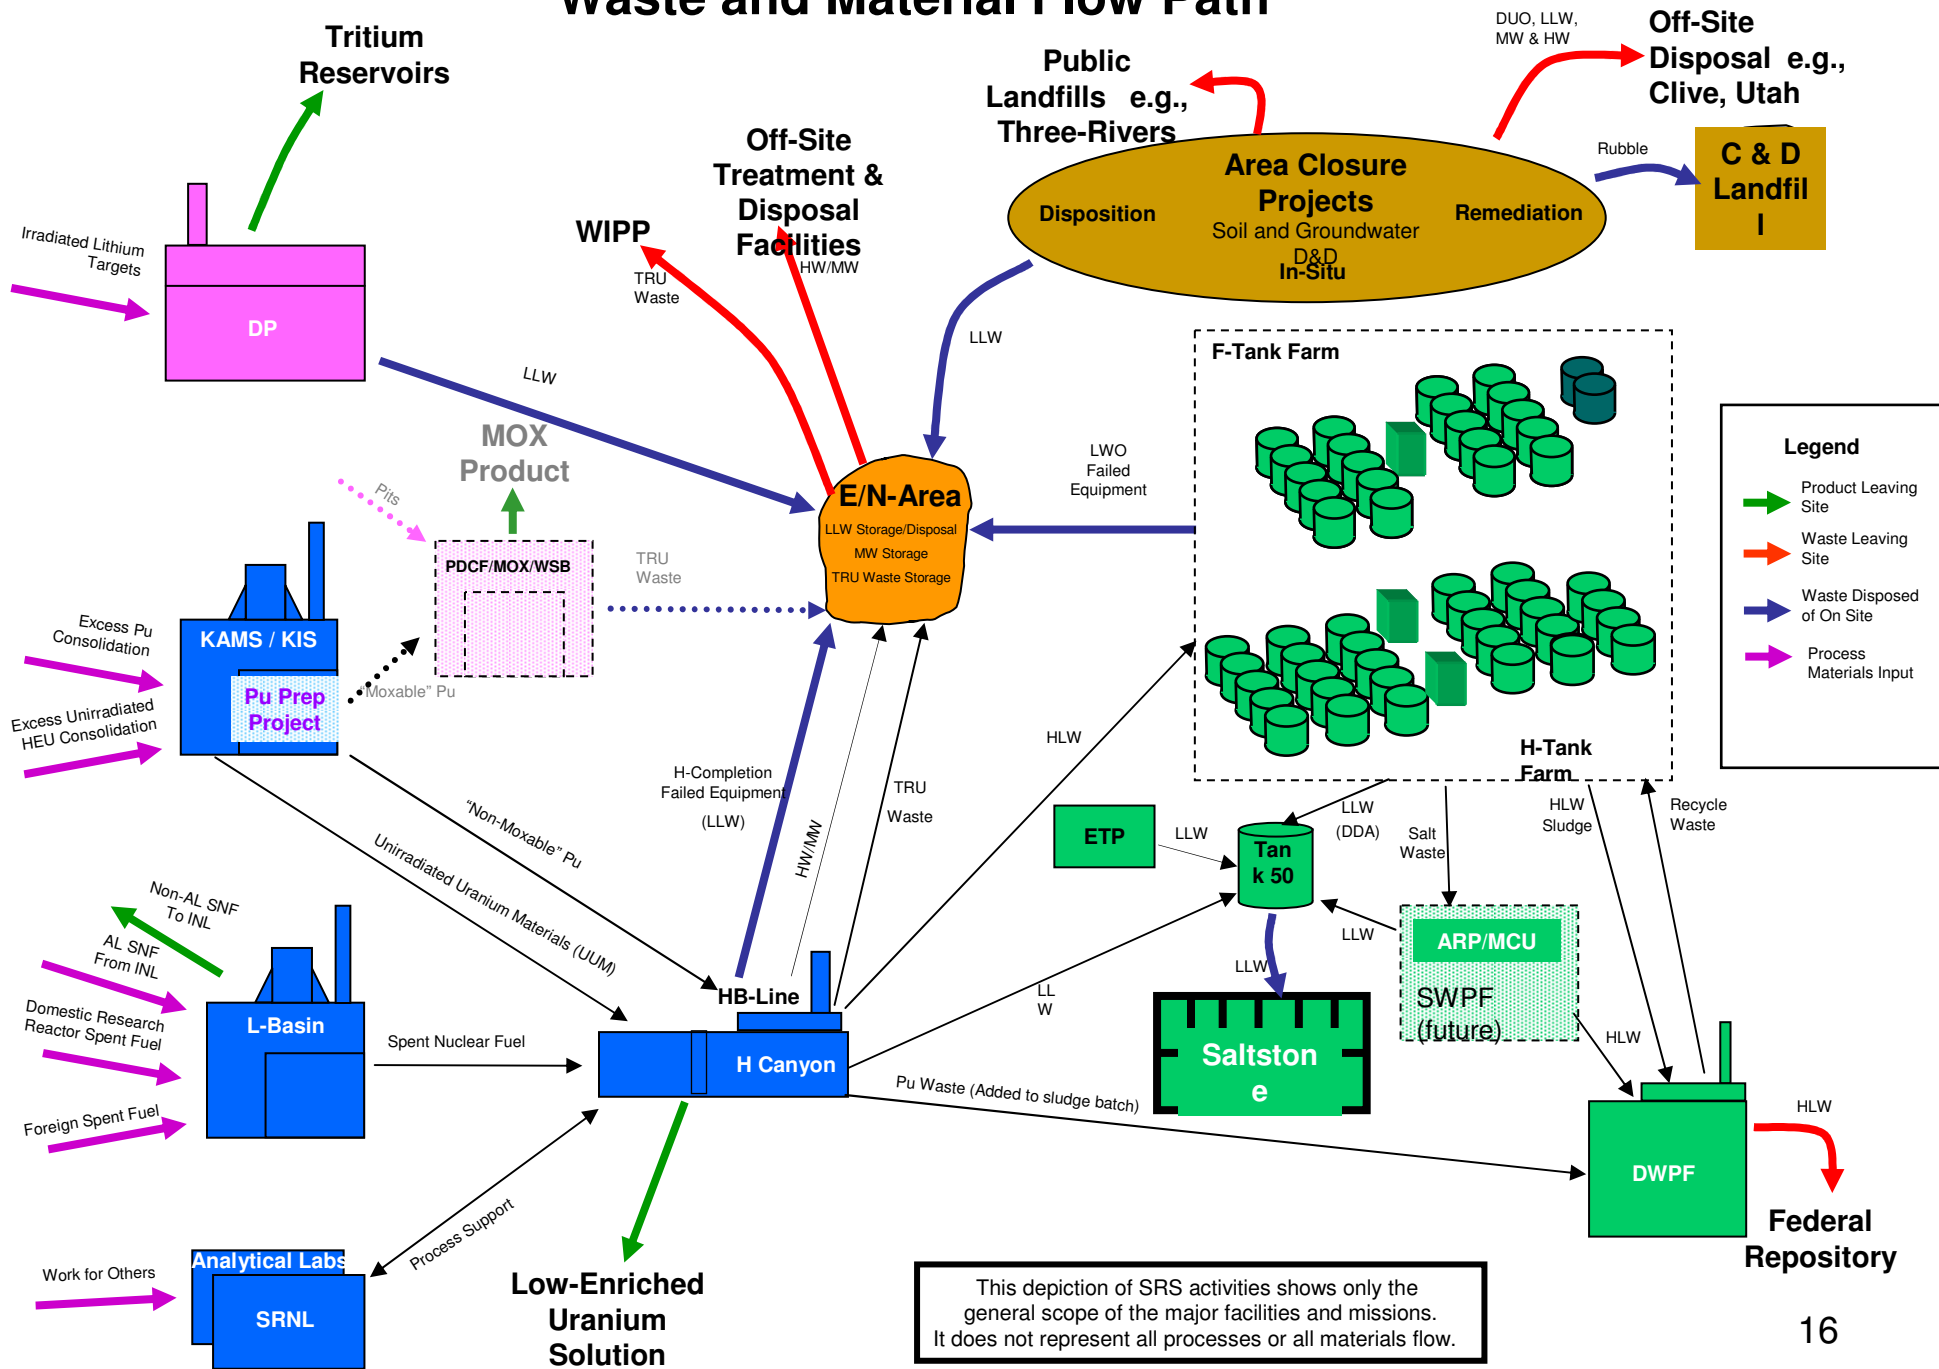 Waste and Material Flow Path
Tritium
Reservoirs
Irradiated Lithium
Targets
DP
LLW
WIPP
TRU
Waste
Off-Site
Treatment &
Disposal
Facilities
HW/MW
Public
Landfills e.g.,
Three-Rivers
DUO, LLW,
MW & HW
Off-Site
Disposal e.g.,
Clive, Utah
Area Closure
Projects
Disposition
Remediation
Soil and Groundwater
D&D
In-Situ
Rubble
C & D
Landfil
l
LLW
MOX
Product
Pits
PDCF/MOX/WSB
TRU
Waste
"Moxable" Pu
E/N-Area
LLW Storage/Disposal
MW Storage
TRU Waste Storage
LWO
Failed
Equipment
F-Tank Farm
H-Tank
Farm
Legend
Product Leaving
Site
Waste Leaving
Site
Waste Disposed
of On Site
Process
Materials Input
Excess Pu
Consolidation
Excess Unirradiated
HEU Consolidation
KAMS / KIS
Pu Prep
Project
"Non-Moxable" Pu
Unirradiated Uranium Materials (UUM)
H-Completion
Failed Equipment
(LLW)
HW/MW
TRU
Waste
HLW
ETP
LLW
Tan
k 50
LLW
(DDA)
Salt
Waste
HLW
Sludge
Recycle
Waste
LLW
ARP/MCU
SWPF
(future)
HLW
LLW
Saltston
e
LL
W
Non-AL SNF
To INL
AL SNF
From INL
Domestic Research
Reactor Spent Fuel
Foreign Spent Fuel
L-Basin
Spent Nuclear Fuel
HB-Line
H Canyon
Pu Waste (Added to sludge batch)
DWPF
HLW
Federal
Repository
Process Support
Work for Others
Analytical Labs
SRNL
Low-Enriched
Uranium
Solution
This depiction of SRS activities shows only the
general scope of the major facilities and missions.
It does not represent all processes or all materials flow.
16